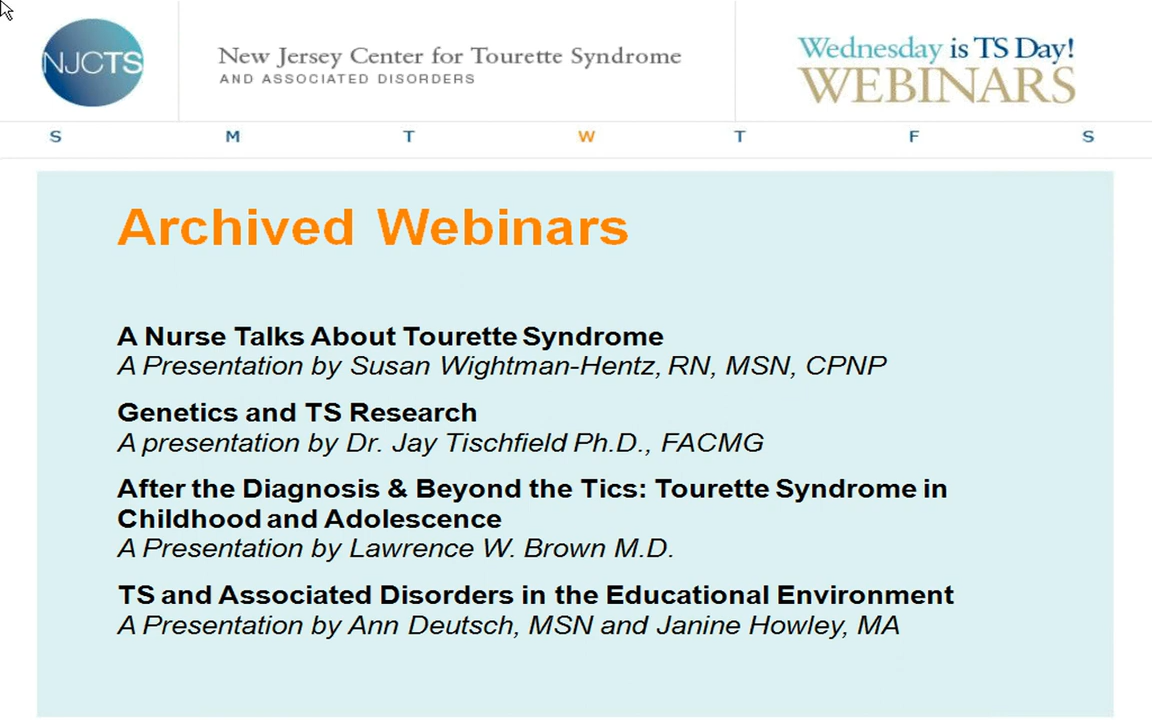 NJCTS
New Jersey Center for Tourette Syndrome
AND ASSOCIATED DISORDERS
Wednesday is TS Day!
WEBINARS
S M T W T F S
Archived Webinars
A Nurse Talks About Tourette Syndrome
A Presentation by Susan Wightman-Hentz, RN, MSN, CPNP
Genetics and TS Research
A presentation by Dr. Jay Tischfield Ph.D., FACMG
After the Diagnosis & Beyond the Tics: Tourette Syndrome in
Childhood and Adolescence
A Presentation by Lawrence W. Brown M.D.
TS and Associated Disorders in the Educational Environment
A Presentation by Ann Deutsch, MSN and Janine Howley, MA